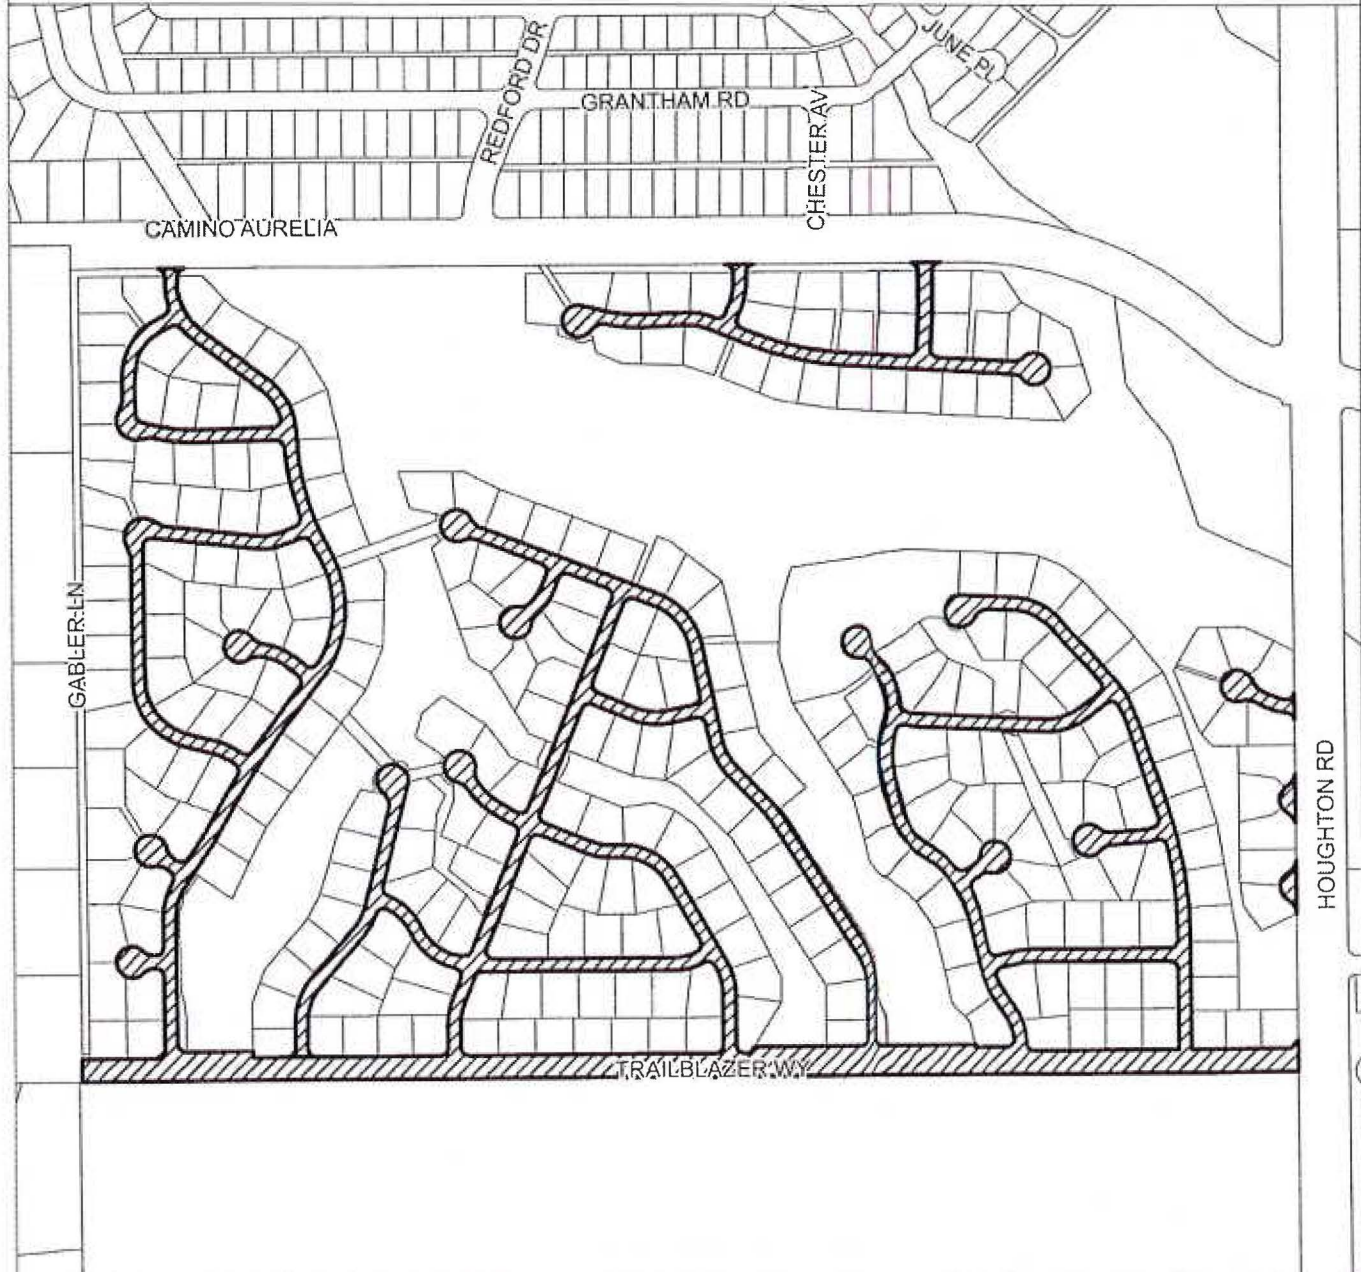 JUNE PL
REDFORD DR
GRANTHAM RD
CHESTER AV
CAMINO AURELIA
GABLER LN
HOUGHTON RD
TRAILBLAZER WY